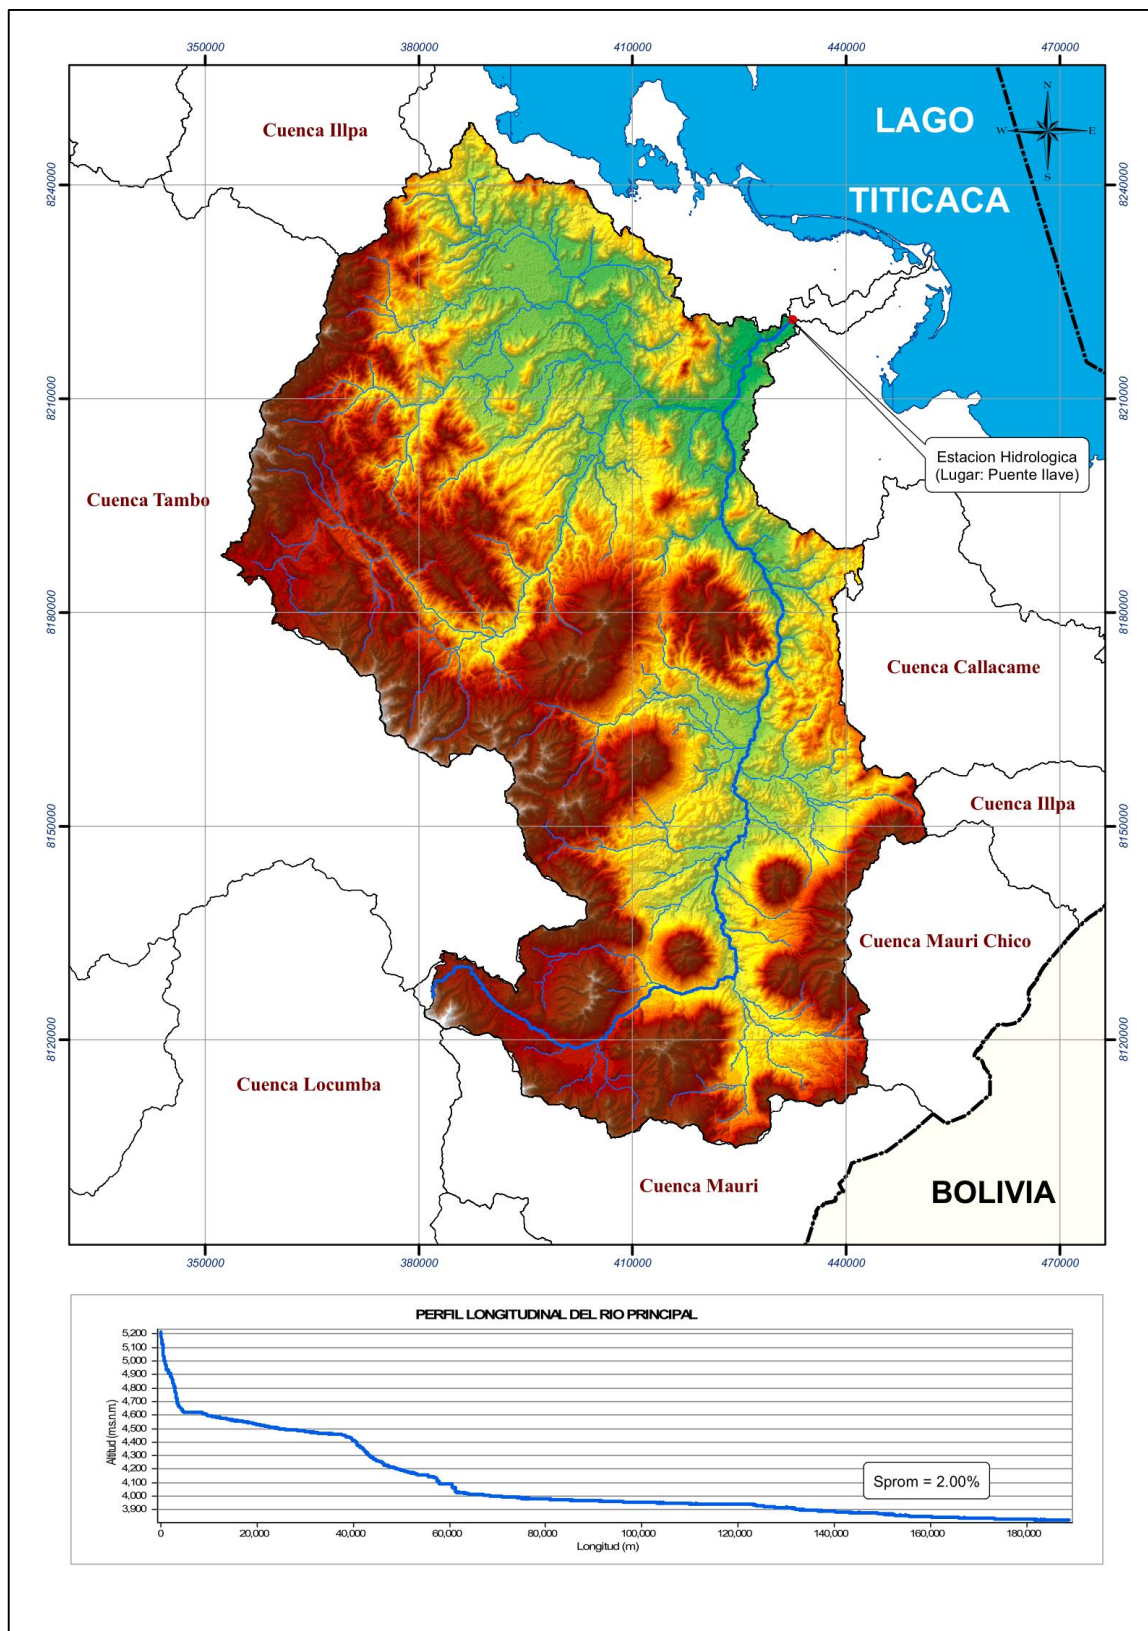 350000
380000
410000
440000
470000
LAGO
TITICACA
N
W
E
S
Cuenca Illpa
8240000
8240000
8210000
8210000
Estacion Hidrologica
(Lugar: Puente Ilave)
Cuenca Tambo
8180000
8180000
Cuenca Callacame
Cuenca Illpa
8150000
8150000
Cuenca Mauri Chico
8120000
8120000
Cuenca Locumba
Cuenca Mauri
BOLIVIA
350000
380000
410000
440000
470000
PERFIL LONGITUDINAL DEL RIO PRINCIPAL
Altitud (m.s.n.m.)
5,200
5,100
5,000
4,900
4,800
4,700
4,600
4,500
4,400
4,300
4,200
4,100
4,000
3,900
Sprom = 2.00%
0
20,000
40,000
60,000
80,000
100,000
120,000
140,000
160,000
180,000
Longitud (m)